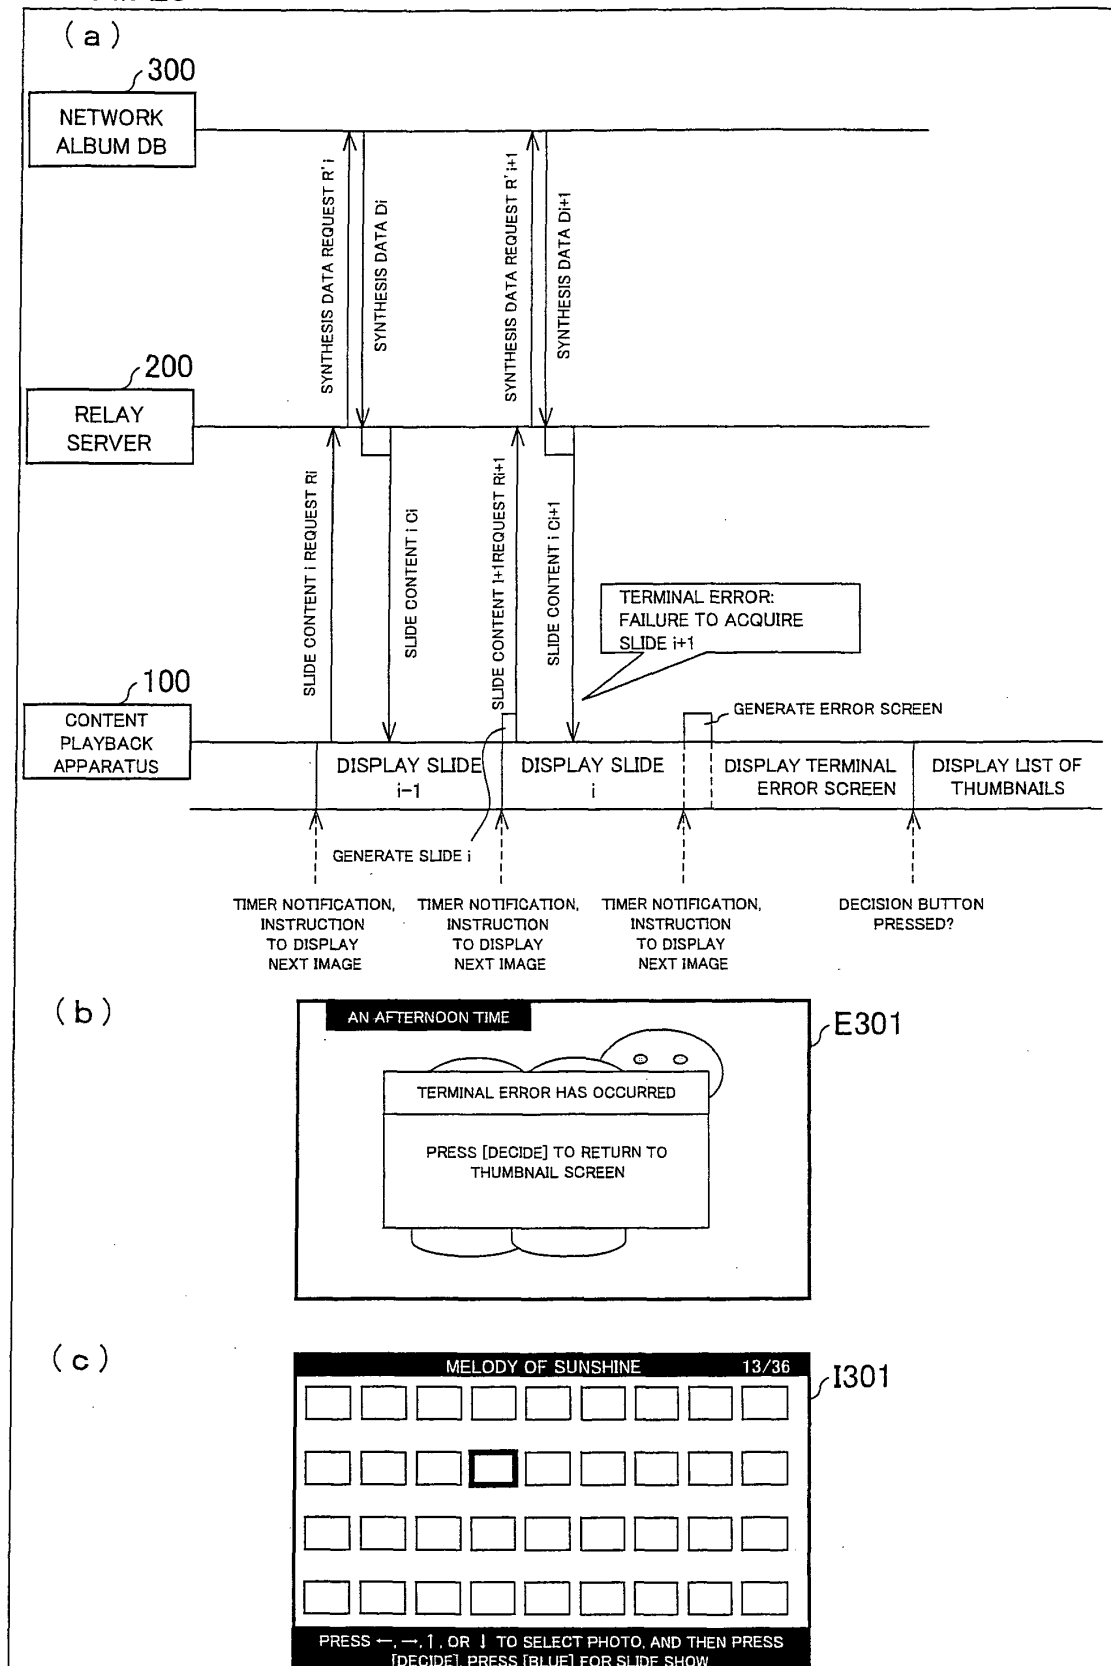 (a)
300
NETWORK
ALBUM DB
SYNTHESIS DATA REQUEST R'i
SYNTHESIS DATA Di
SYNTHESIS DATA REQUEST R'i+1
SYNTHESIS DATA Di+1
200
RELAY
SERVER
SLIDE CONTENT i REQUEST Ri
SLIDE CONTENT i Ci
SLIDE CONTENT i+1REQUEST Ri+1
SLIDE CONTENT i Ci+1
TERMINAL ERROR:
FAILURE TO ACQUIRE
SLIDE i+1
100
CONTENT
PLAYBACK
APPARATUS
GENERATE ERROR SCREEN
DISPLAY SLIDE
i-1
DISPLAY SLIDE
i
DISPLAY TERMINAL
ERROR SCREEN
DISPLAY LIST OF
THUMBNAILS
GENERATE SLIDE i
TIMER NOTIFICATION,
INSTRUCTION
TO DISPLAY
NEXT IMAGE
TIMER NOTIFICATION,
INSTRUCTION
TO DISPLAY
NEXT IMAGE
TIMER NOTIFICATION,
INSTRUCTION
TO DISPLAY
NEXT IMAGE
DECISION BUTTON
PRESSED?
(b)
AN AFTERNOON TIME
E301
TERMINAL ERROR HAS OCCURRED
PRESS [DECIDE] TO RETURN TO
THUMBNAIL SCREEN
(c)
MELODY OF SUNSHINE 13/36
I301
PRESS ←, →, ↑, OR ↓ TO SELECT PHOTO, AND THEN PRESS
[DECIDE]. PRESS [BLUE] FOR SLIDE SHOW